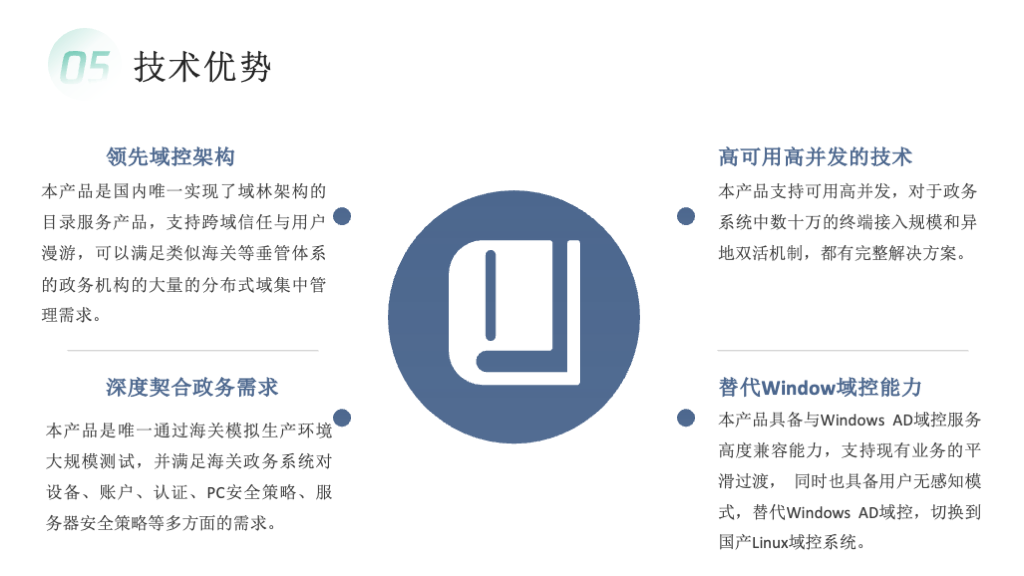 05 技术优势
领先域控架构
本产品是国内唯一实现了域林架构的
目录服务产品，支持跨域信任与用户
漫游，可以满足类似海关等垂管体系
的政务机构的大量的分布式域集中管
理需求。
深度契合政务需求
本产品是唯一通过海关模拟生产环境
大规模测试，并满足海关政务系统对
设备、账户、认证、PC安全策略、服
务器安全策略等多方面的需求。
高可用高并发的技术
本产品支持可用高并发，对于政务
系统中数十万的终端接入规模和异
地双活机制，都有完整解决方案。
替代Window域控能力
本产品具备与Windows AD域控服务
高度兼容能力，支持现有业务的平
滑过渡， 同时也具备用户无感知模
式，替代Windows AD域控，切换到
国产Linux域控系统。